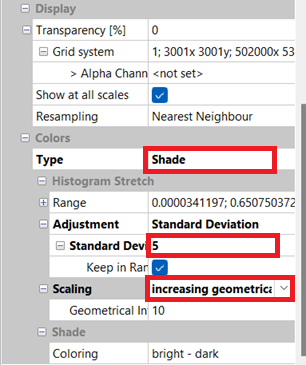 Display
Transparency [%] 0
Grid system 1; 3001x 3001y; 502000x 53
> Alpha Chann <not set>
Show at all scales
Resampling Nearest Neighbour
Colors
Type Shade
Histogram Stretch
Range 0.0000341197; 0.650750372
Adjustment Standard Deviation
Standard Devi 5
Keep in Ran
Scaling increasing geometrica
Geometrical In 10
Shade
Coloring bright - dark